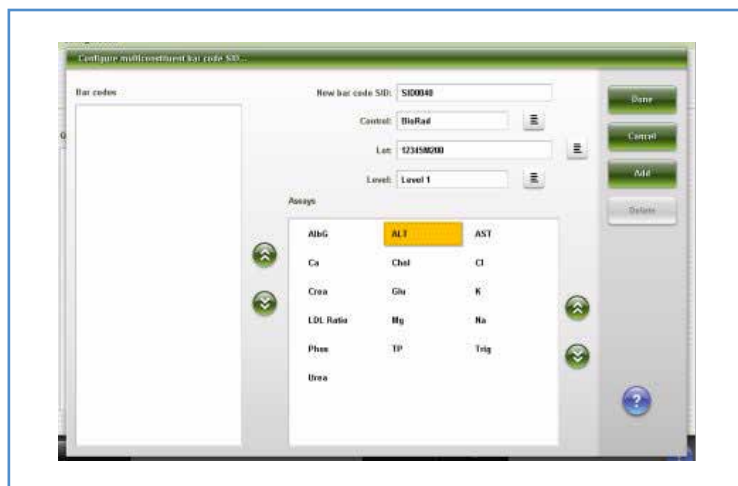 Configure multiconstituent bar code SID...
Bar codes
New bar code SID: SID0040
Control: BioRad
Lot: 12345M200
Level: Level 1
Assays
AlbG ALT AST
Ca Chol Cl
Crea Glu K
LDL Ratio Mg Na
Phos TP Trig
Urea
Done
Cancel
Add
Delete
?